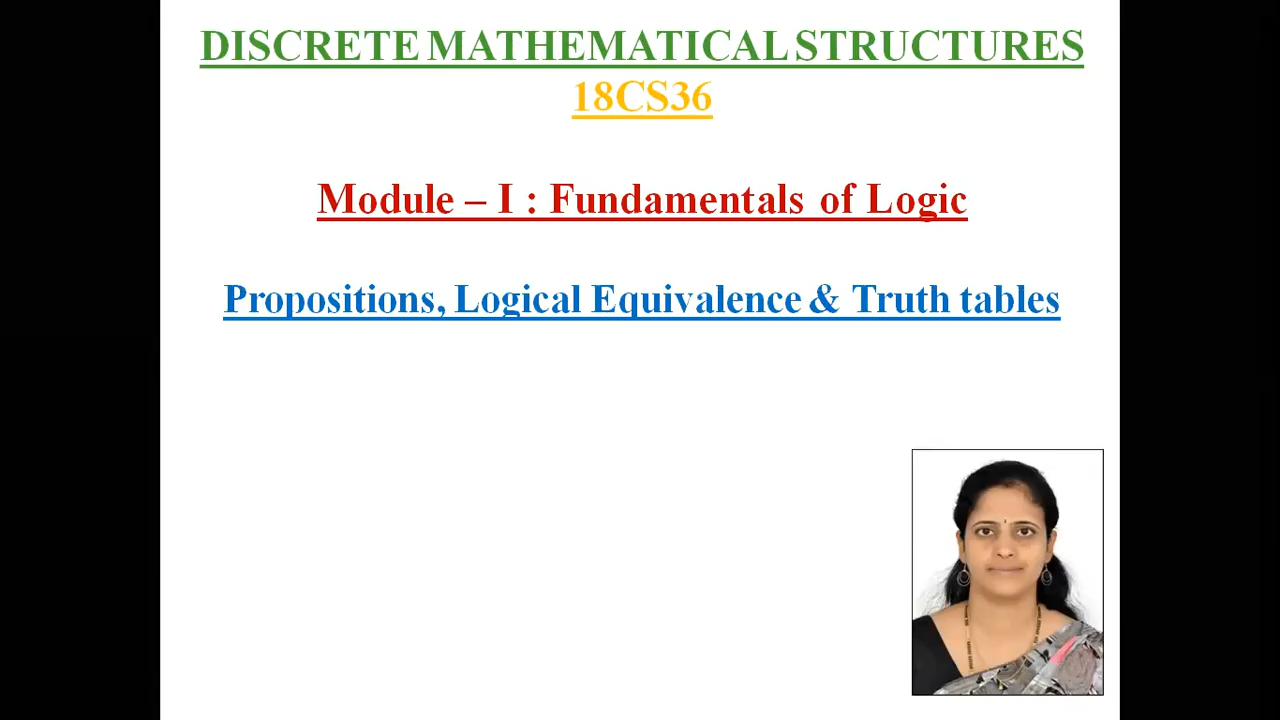 DISCRETE MATHEMATICAL STRUCTURES
18CS36
Module – I : Fundamentals of Logic
Propositions, Logical Equivalence & Truth tables